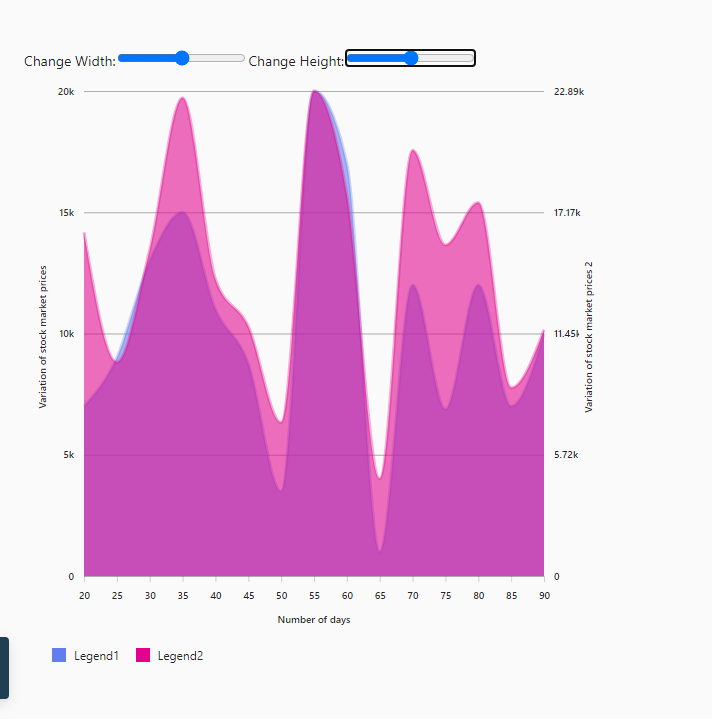 Change Width: Change Height:
20k 22.89k
15k 17.17k
10k 11.45k
5k 5.72k
0 0
Variation of stock market prices
Variation of stock market prices 2
20 25 30 35 40 45 50 55 60 65 70 75 80 85 90
Number of days
Legend1 Legend2